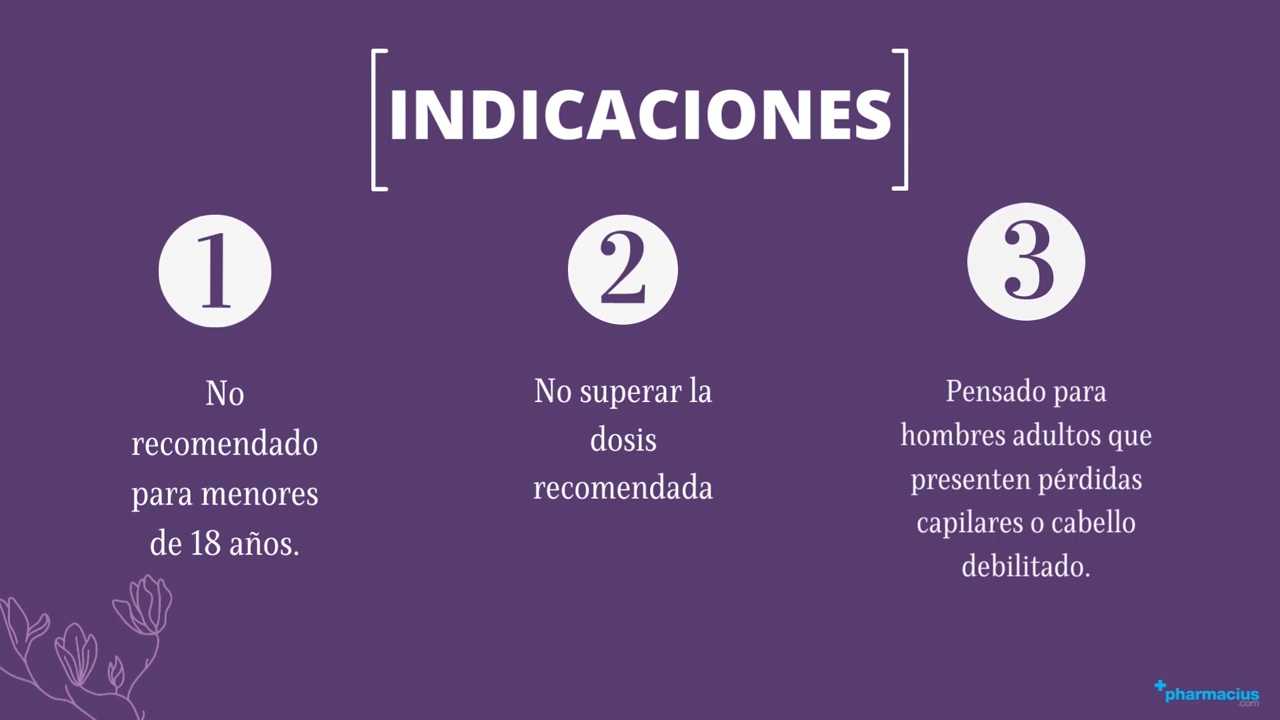 INDICACIONES
1
No
recomendado
para menores
de 18 años.
2
No superar la
dosis
recomendada
3
Pensado para
hombres adultos que
presenten pérdidas
capilares o cabello
debilitado.
pharmacius
.com